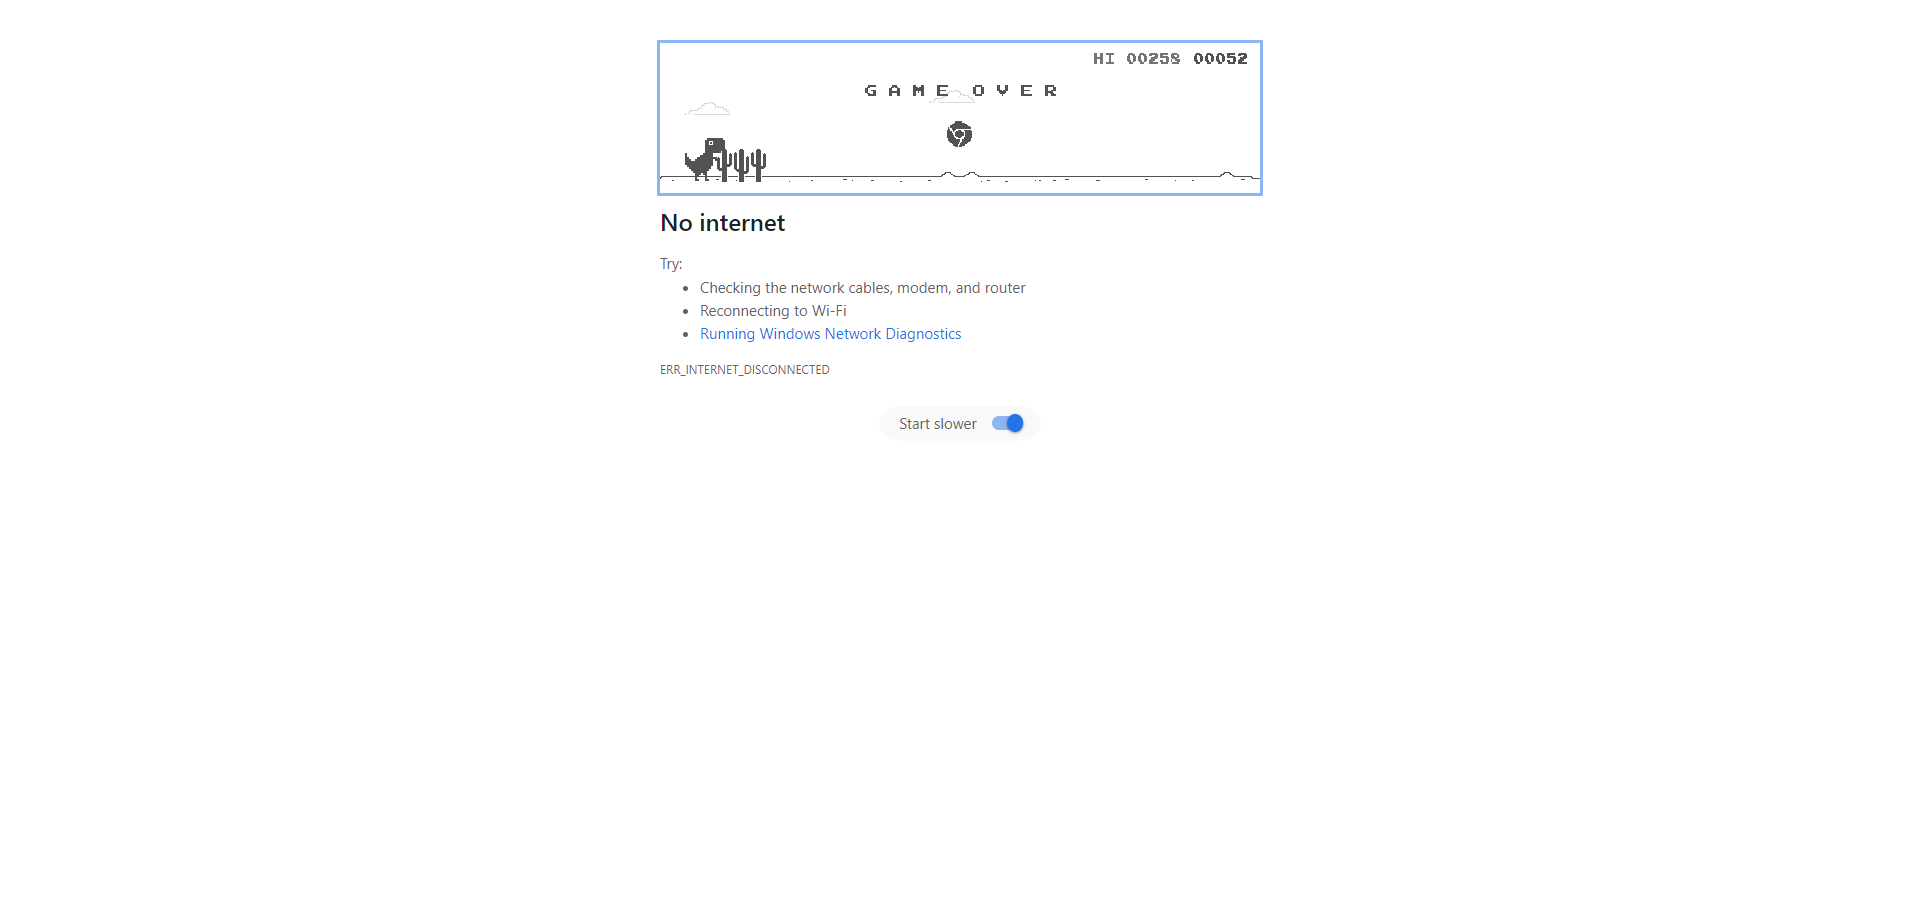 HI 00258 00052
GAME OVER
No internet
Try:
Checking the network cables, modem, and router
Reconnecting to Wi-Fi
Running Windows Network Diagnostics
ERR_INTERNET_DISCONNECTED
Start slower